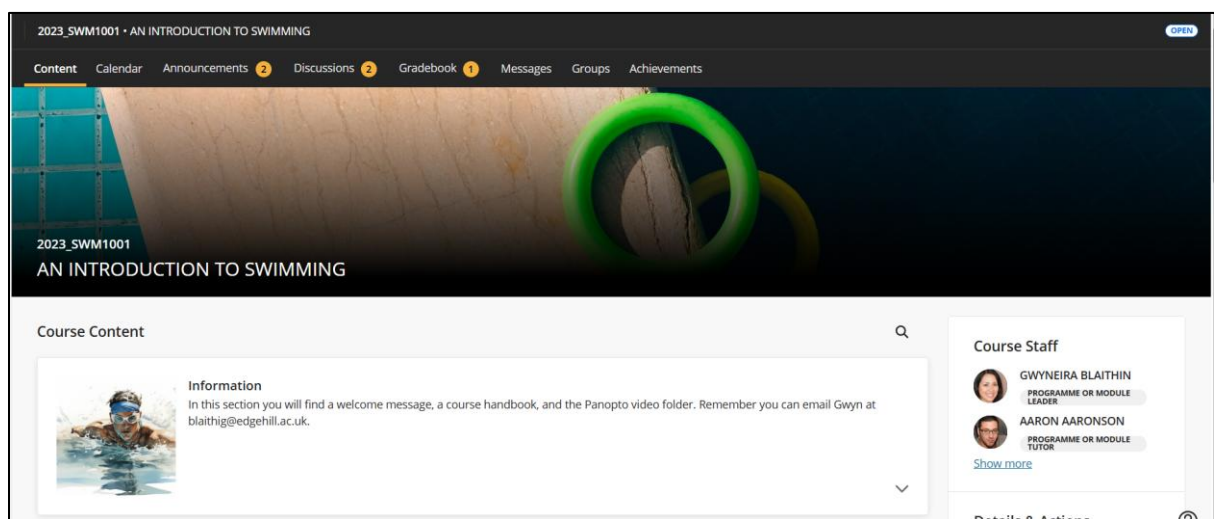 2023_SWM1001 • AN INTRODUCTION TO SWIMMING
OPEN
Content Calendar Announcements 2 Discussions 2 Gradebook 1 Messages Groups Achievements
2023_SWM1001
AN INTRODUCTION TO SWIMMING
Course Content
Information
In this section you will find a welcome message, a course handbook, and the Panopto video folder. Remember you can email Gwyn at
blaithig@edgehill.ac.uk.
Course Staff
GWYNEIRA BLAITHIN
PROGRAMME OR MODULE
LEADER
AARON AARONSON
PROGRAMME OR MODULE
TUTOR
Show more
Details & Actions